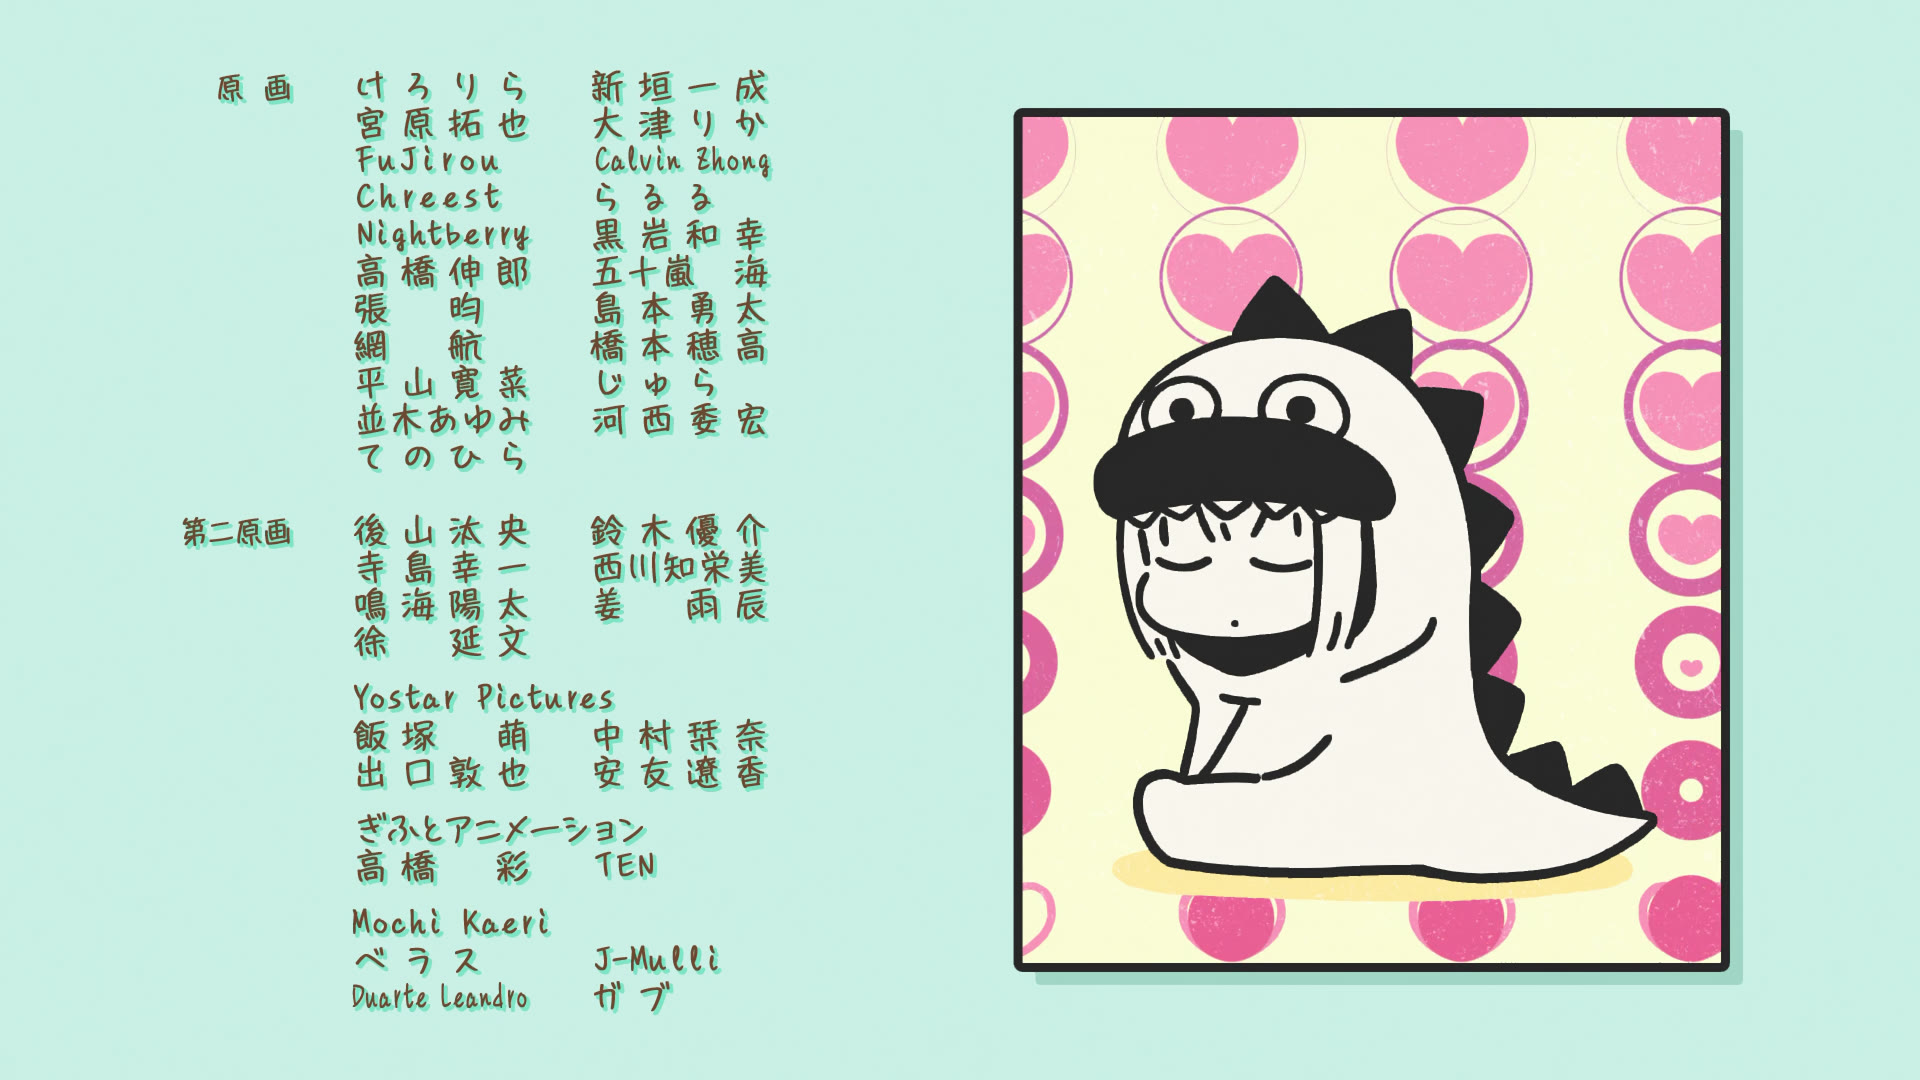 原画 けろりら 新垣一成
宮原拓也 大津りか
FuJirou Calvin Zhong
Chreest らるる
Nightberry 黒岩和幸
高橋伸郎 五十嵐 海
張 昀 島本勇太
網 航 橋本穂高
平山寛菜 じゅら
並木あゆみ 河西委宏
てのひら
第二原画 後山汰央 鈴木優介
寺島幸一 西川知栄美
鳴海陽太 姜 雨辰
徐 延文
Yostar Pictures
飯塚 萌 中村栞奈
出口敦也 安友遼香
ぎふとアニメーション
高橋 彩 TEN
Mochi Kaeri
ベラス J-Mulli
Duarte Leandro ガブ